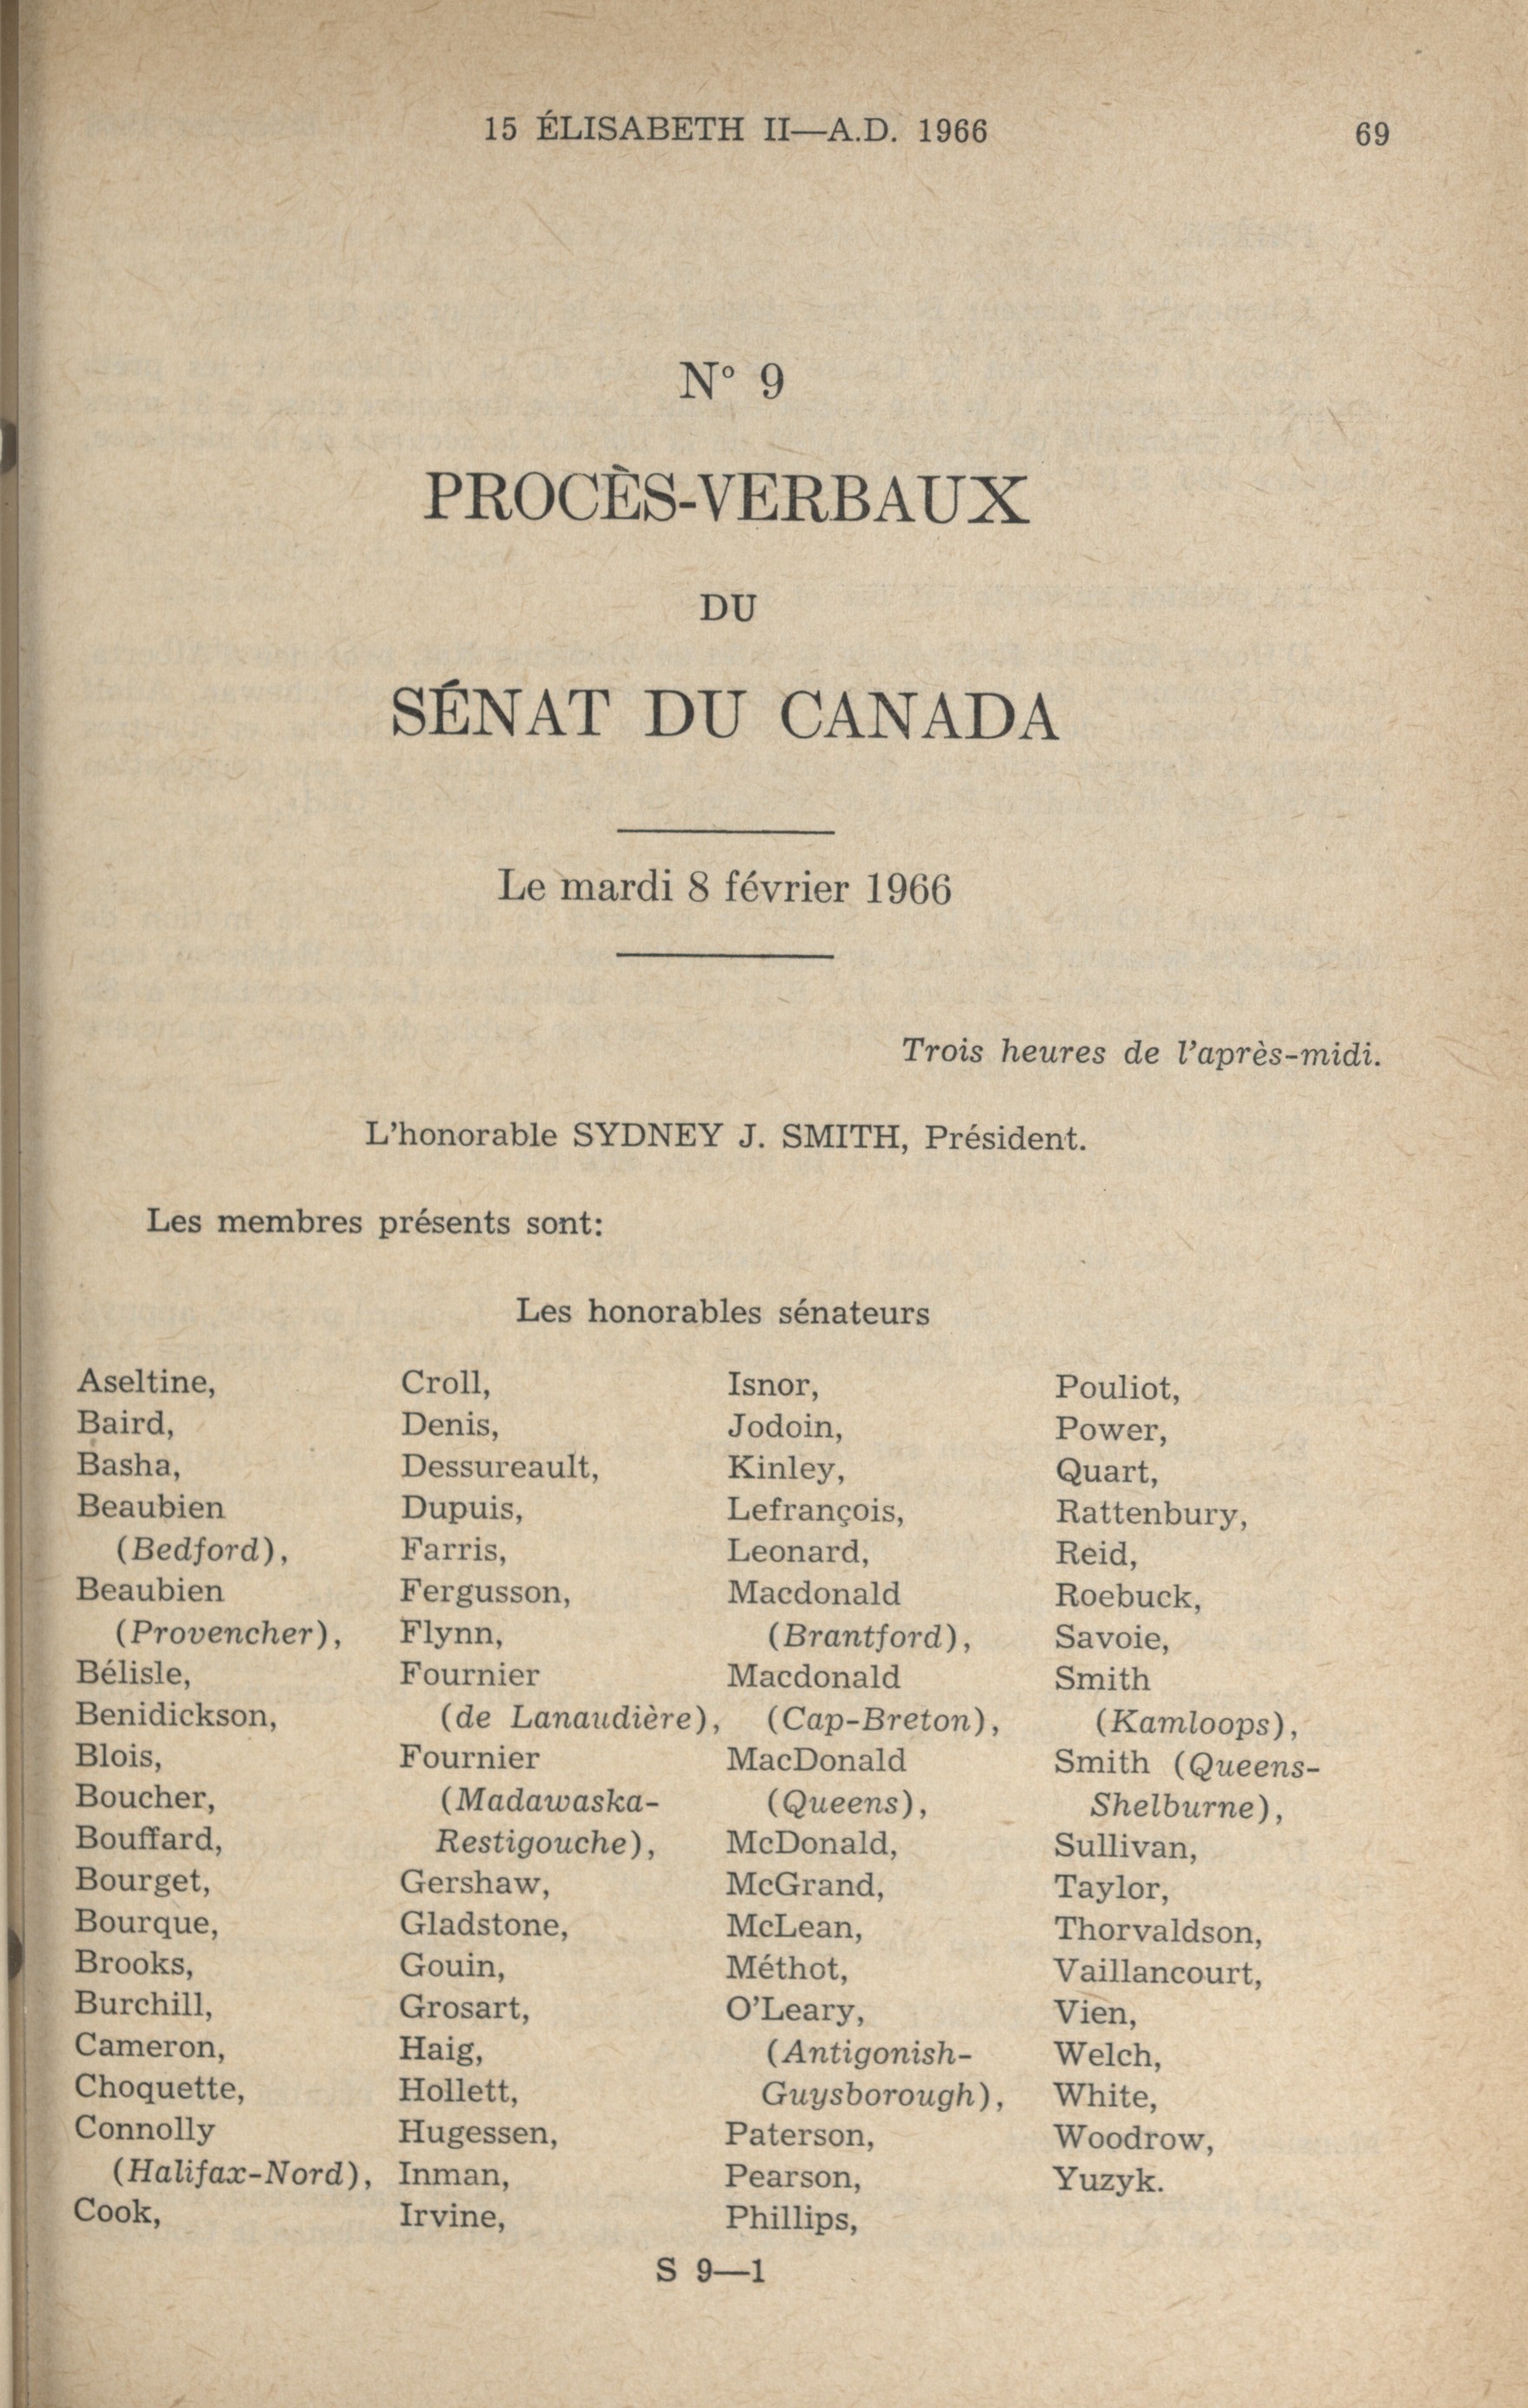 15 ÉLISABETH II—A.D. 1966
69
N° 9
PROCÈS-VERBAUX
DU
SÉNAT DU CANADA
Le mardi 8 février 1966
Trois heures de l'après-midi.
L'honorable SYDNEY J. SMITH, Président.
Les membres présents sont:
Les honorables sénateurs
Aseltine,
Baird,
Basha,
Beaubien
(Bedford),
Beaubien
(Provencher),
Bélisle,
Benidickson,
Blois,
Boucher,
Bouffard,
Bourget,
Bourque,
Brooks,
Burchill,
Cameron,
Choquette,
Connolly
(Halifax-Nord),
Cook,
Croll,
Denis,
Dessureault,
Dupuis,
Farris,
Fergusson,
Flynn,
Fournier
(de Lanaudière),
Fournier
(Madawaska-
Restigouche),
Gershaw,
Gladstone,
Gouin,
Grosart,
Haig,
Hollett,
Hugessen,
Inman,
Irvine,
Isnor,
Jodoin,
Kinley,
Lefrançois,
Leonard,
Macdonald
(Brantford),
Macdonald
(Cap-Breton),
MacDonald
(Queens),
McDonald,
McGrand,
McLean,
Méthot,
O'Leary,
(Antigonish-
Guysborough),
Paterson,
Pearson,
Phillips,
Pouliot,
Power,
Quart,
Rattenbury,
Reid,
Roebuck,
Savoie,
Smith
(Kamloops),
Smith (Queens-
Shelburne),
Sullivan,
Taylor,
Thorvaldson,
Vaillancourt,
Vien,
Welch,
White,
Woodrow,
Yuzyk.
S 9—1